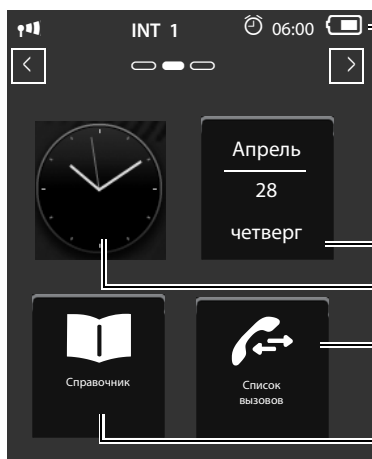 INT 1 06:00
Апрель
28
четверг
Справочник
Список
вызовов